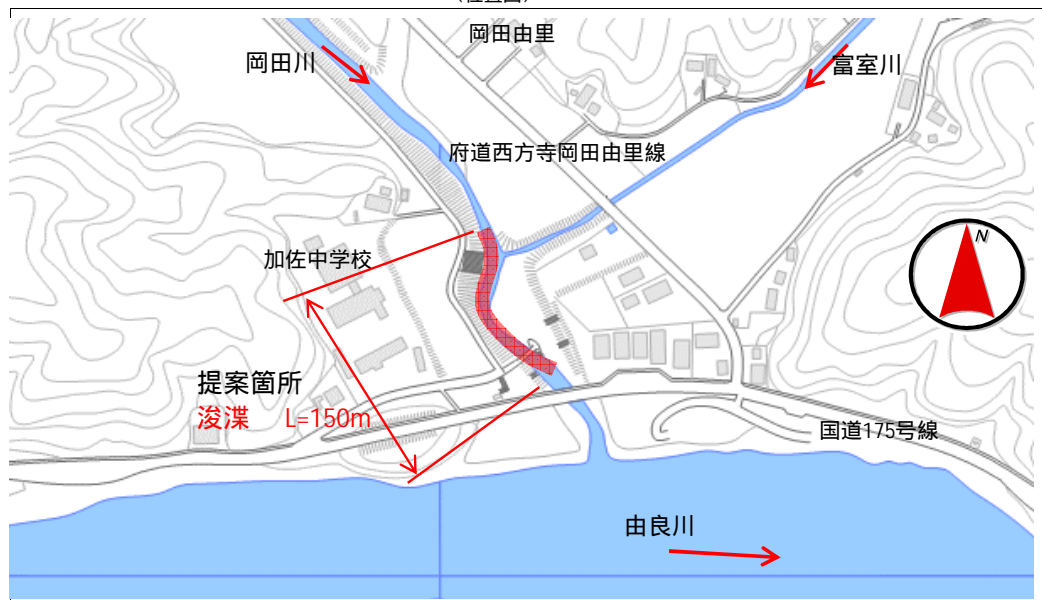 岡田由里
岡田川
富室川
府道西方寺岡田由里線
加佐中学校
N
提案箇所
浚渫 L=150m
国道175号線
由良川